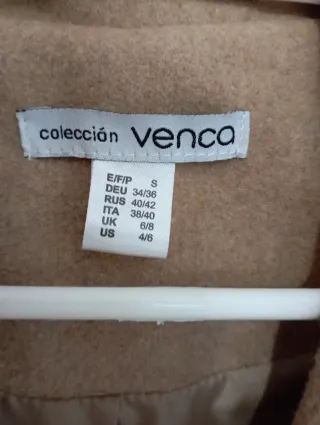 colección venca
E/F/P S
DEU 34/36
RUS 40/42
ITA 38/40
UK 6/8
US 4/6